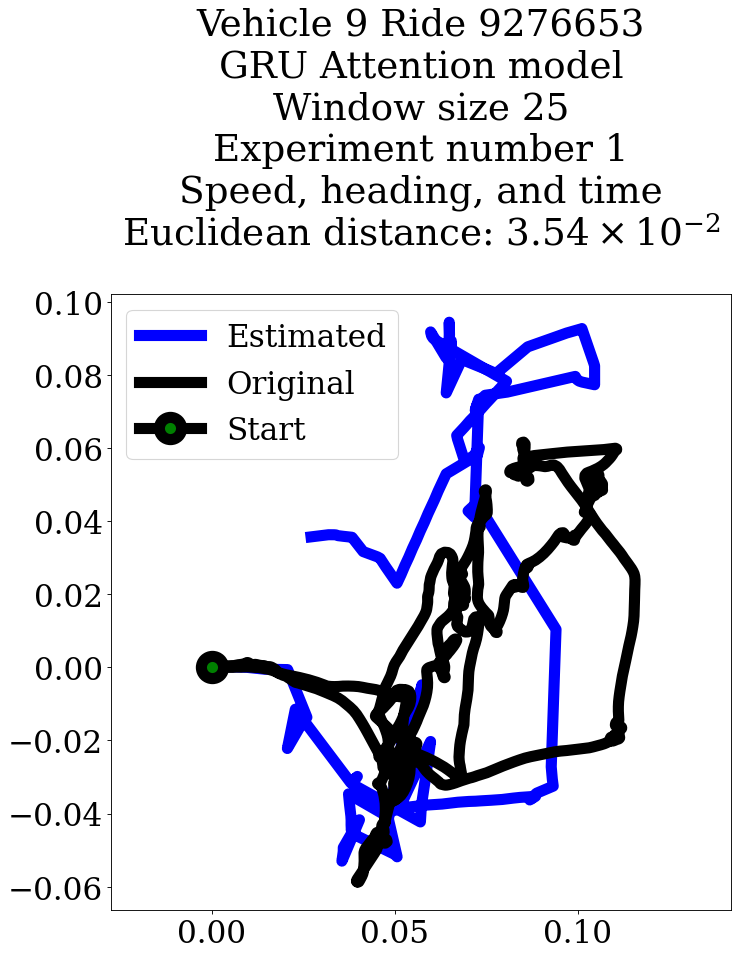 Vehicle 9 Ride 9276653
GRU Attention model
Window size 25
Experiment number 1
Speed, heading, and time
Euclidean distance: 3.54 × 10⁻²
0.10
0.08
0.06
0.04
0.02
0.00
−0.02
−0.04
−0.06
Estimated
Original
Start
0.00 0.05 0.10